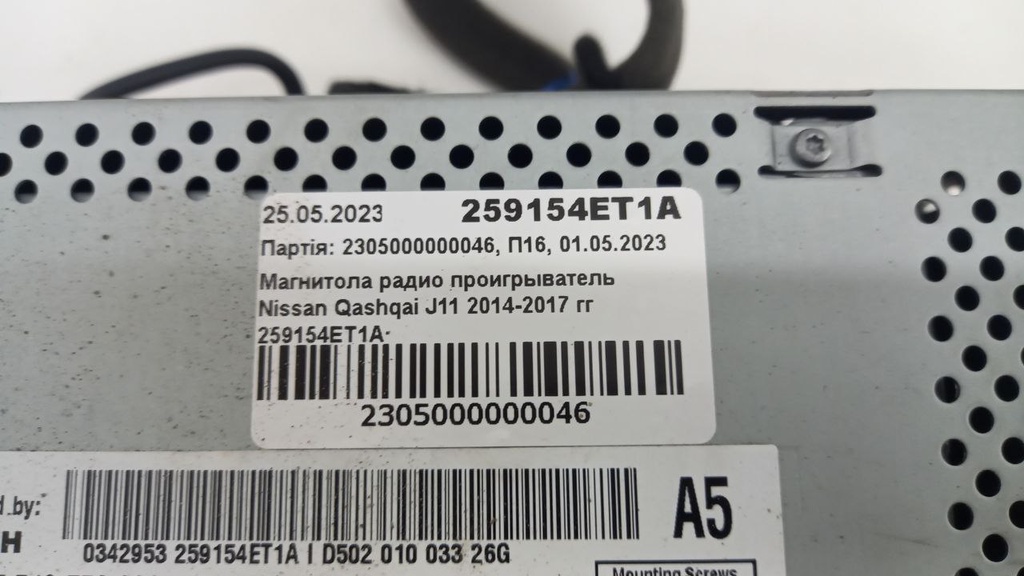 25.05.2023 259154ET1A
Партія: 2305000000046, П16, 01.05.2023
Магнитола радио проигрыватель
Nissan Qashqai J11 2014-2017 гг
259154ET1A
2305000000046
by:
H
A5
0342953 259154ET1A I D502 010 033 26G
Mounting Screws